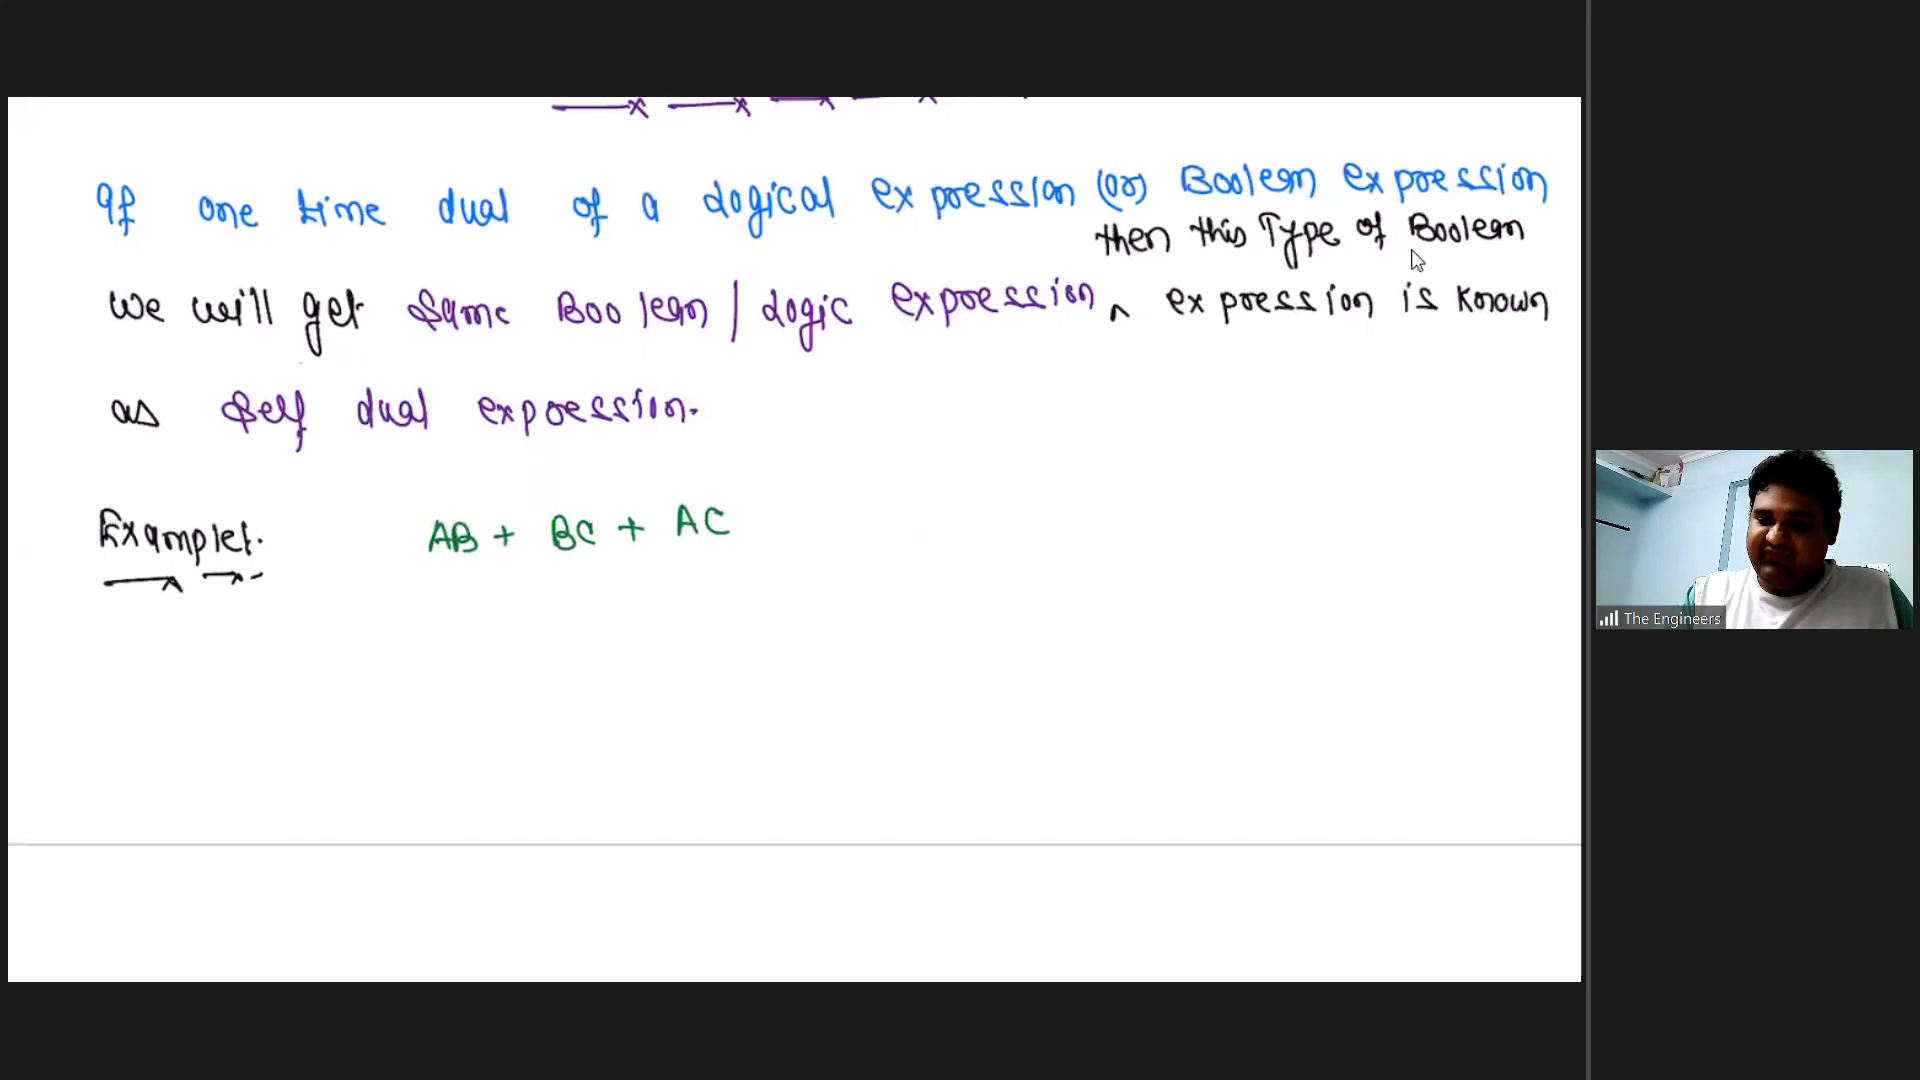 If one time dual of a Logical expression (or) Boolean expression
then this Type of Boolean
We will get Same Boolean / Logic expression ^ expression is known
as Self dual expression.
Example:
AB + BC + AC
The Engineers